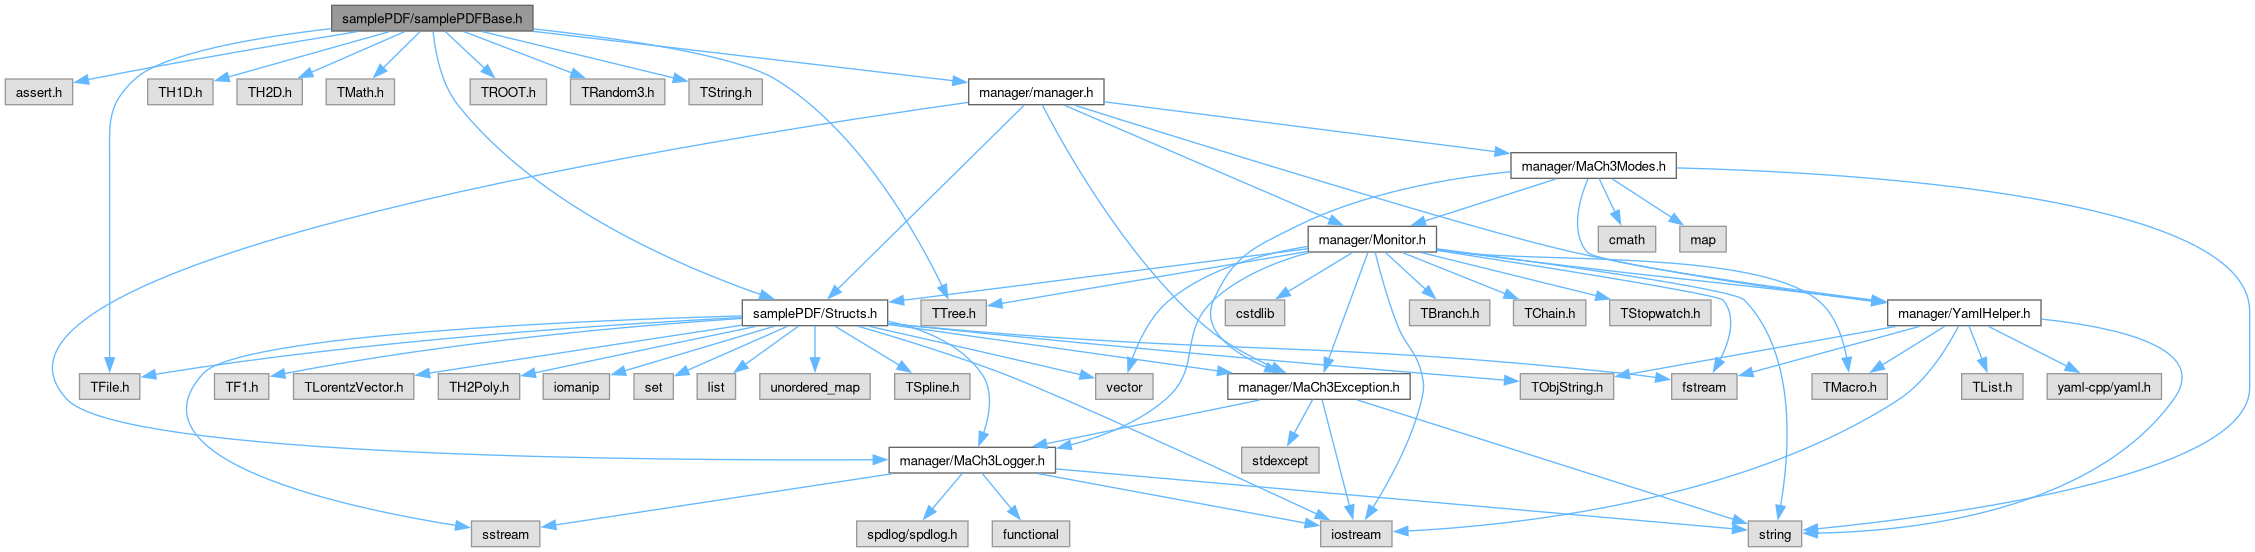 samplePDF/samplePDFBase.h
assert.h
TH1D.h
TH2D.h
TMath.h
TROOT.h
TRandom3.h
TString.h
manager/manager.h
manager/MaCh3Modes.h
manager/Monitor.h
cmath
map
samplePDF/Structs.h
TTree.h
cstdlib
TBranch.h
TChain.h
TStopwatch.h
manager/YamlHelper.h
TFile.h
TF1.h
TLorentzVector.h
TH2Poly.h
iomanip
set
list
unordered_map
TSpline.h
vector
manager/MaCh3Exception.h
TObjString.h
fstream
TMacro.h
TList.h
yaml-cpp/yaml.h
manager/MaCh3Logger.h
stdexcept
sstream
spdlog/spdlog.h
functional
iostream
string